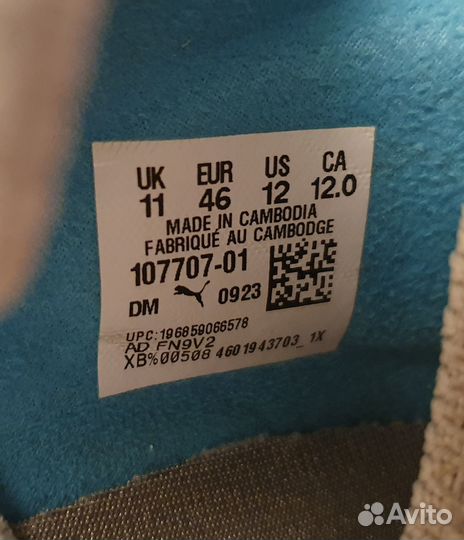 UK EUR US CA
11 46 12 12.0
MADE IN CAMBODIA
FABRIQUÉ AU CAMBODGE
107707-01
DM 0923
UPC:196859066578
AD FN9V2
XB%00508 4601943703_1X
Avito